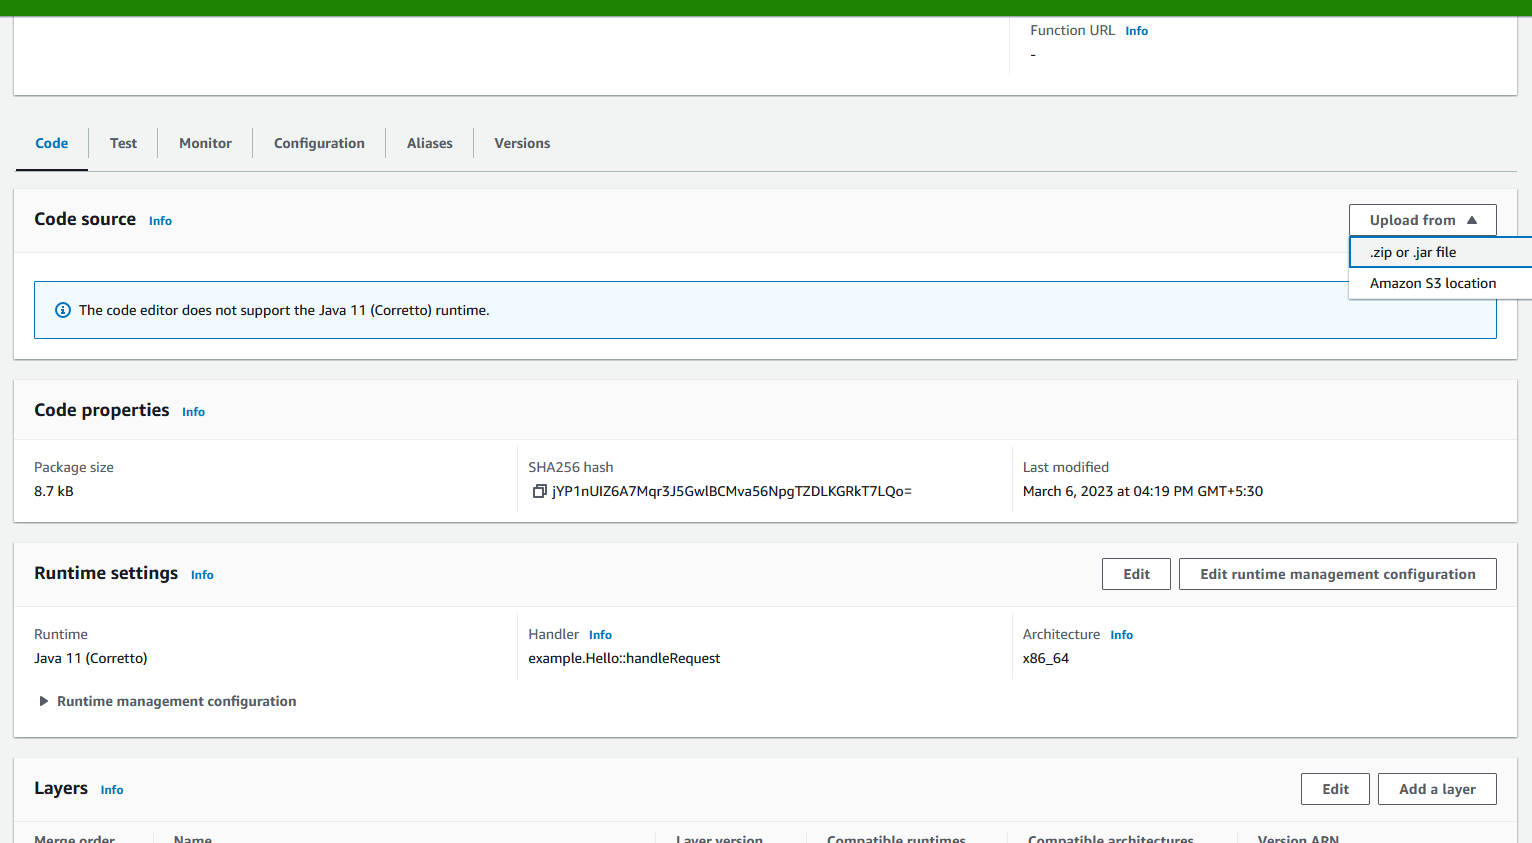 Function URL Info
-
Code Test Monitor Configuration Aliases Versions
Code source Info
Upload from
.zip or .jar file
Amazon S3 location
The code editor does not support the Java 11 (Corretto) runtime.
Code properties Info
Package size SHA256 hash Last modified
8.7 kB jYP1nUIZ6A7Mqr3J5GwlBCMva56NpgTZDLKGRkT7LQo= March 6, 2023 at 04:19 PM GMT+5:30
Runtime settings Info Edit Edit runtime management configuration
Runtime Handler Info Architecture Info
Java 11 (Corretto) example.Hello::handleRequest x86_64
Runtime management configuration
Layers Info Edit Add a layer
Merge order Name Layer version Compatible runtimes Compatible architectures Version ARN